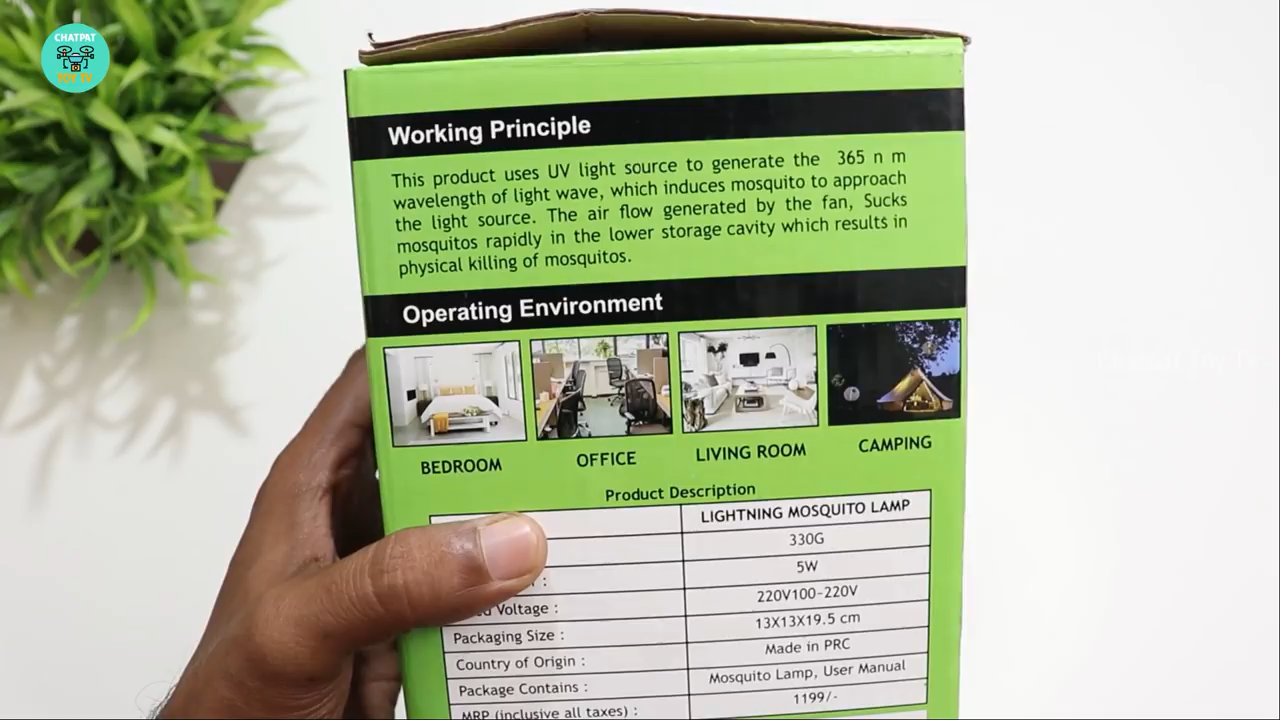 CHATPAT
TOY TV
Working Principle
This product uses UV light source to generate the 365 n m
wavelength of light wave, which induces mosquito to approach
the light source. The air flow generated by the fan, Sucks
mosquitos rapidly in the lower storage cavity which results in
physical killing of mosquitos.
Operating Environment
BEDROOM
OFFICE
LIVING ROOM
CAMPING
Product Description
LIGHTNING MOSQUITO LAMP
330G
: 5W
Voltage : 220V100-220V
Packaging Size : 13X13X19.5 cm
Country of Origin : Made in PRC
Package Contains : Mosquito Lamp, User Manual
MRP (inclusive all taxes) : 1199/-